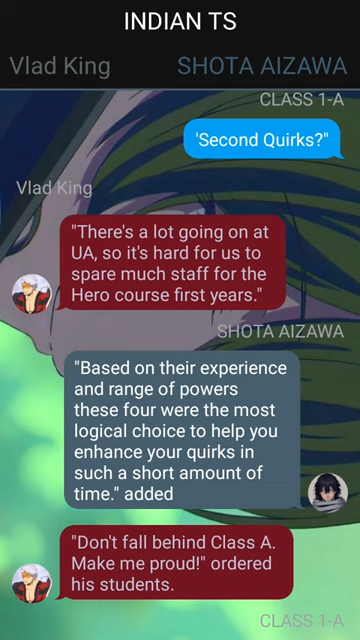 INDIAN TS
Vlad King SHOTA AIZAWA
CLASS 1-A
'Second Quirks?"
Vlad King
"There's a lot going on at
UA, so it's hard for us to
spare much staff for the
Hero course first years."
SHOTA AIZAWA
"Based on their experience
and range of powers
these four were the most
logical choice to help you
enhance your quirks in
such a short amount of
time." added
"Don't fall behind Class A.
Make me proud!" ordered
his students.
CLASS 1-A